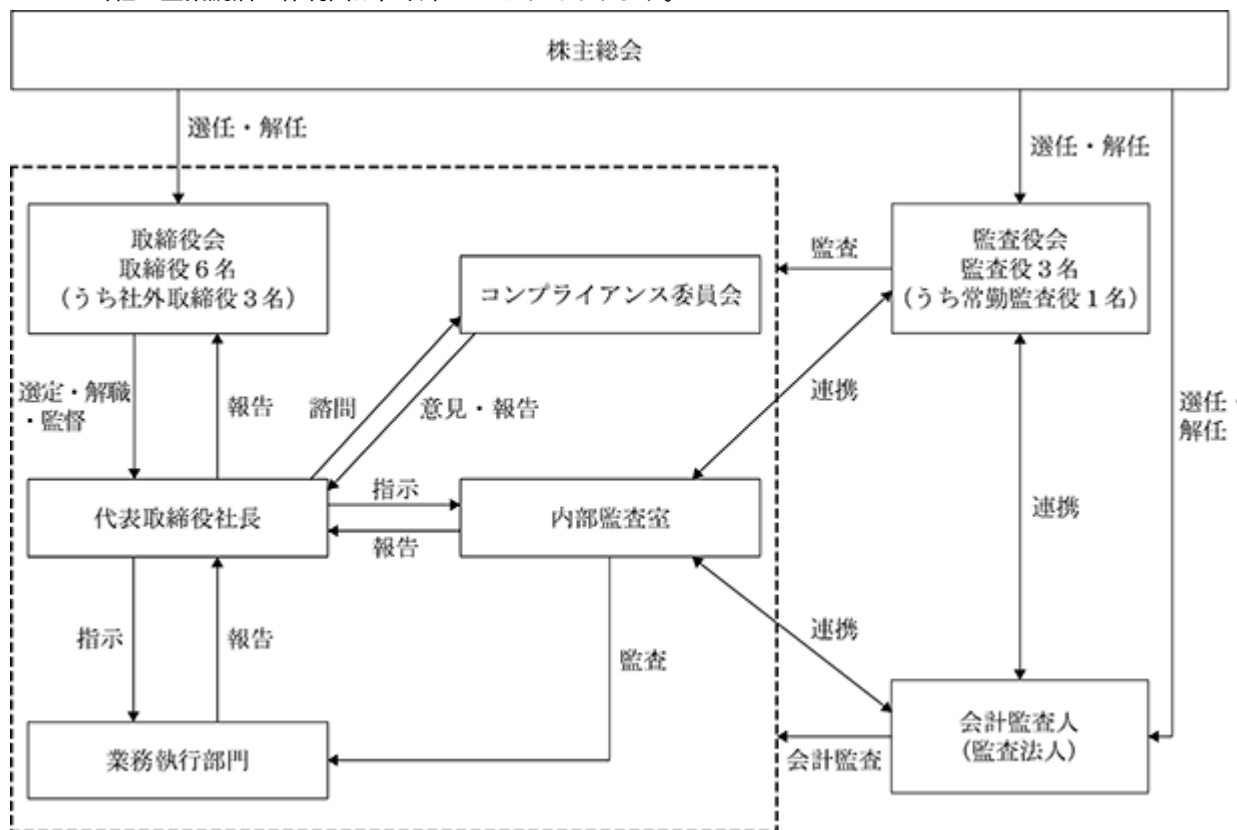 株主総会
選任・解任
選任・解任
取締役会
取締役６名
(うち社外取締役３名)
監査役会
監査役３名
(うち常勤監査役１名)
監査
コンプライアンス委員会
選定・解職
・監督
報告
諮問
意見・報告
連携
選任・
解任
代表取締役社長
指示
報告
内部監査室
連携
指示
報告
監査
連携
業務執行部門
会計監査
会計監査人
(監査法人)